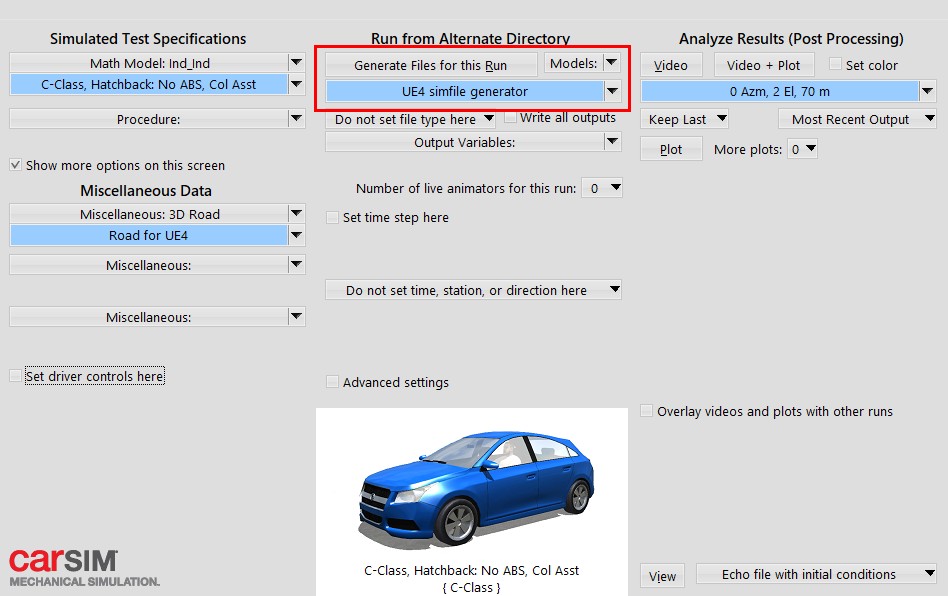 Simulated Test Specifications
Math Model: Ind_Ind
C-Class, Hatchback: No ABS, Col Asst
Procedure:
Show more options on this screen
Miscellaneous Data
Miscellaneous: 3D Road
Road for UE4
Miscellaneous:
Miscellaneous:
Set driver controls here
carSIM
MECHANICAL SIMULATION.
Run from Alternate Directory
Generate Files for this Run
Models:
UE4 simfile generator
Do not set file type here
Write all outputs
Output Variables:
Number of live animators for this run: 0
Set time step here
Do not set time, station, or direction here
Advanced settings
C-Class, Hatchback: No ABS, Col Asst
{ C-Class }
Analyze Results (Post Processing)
Video
Video + Plot
Set color
0 Azm, 2 El, 70 m
Keep Last
Most Recent Output
Plot
More plots: 0
Overlay videos and plots with other runs
View
Echo file with initial conditions